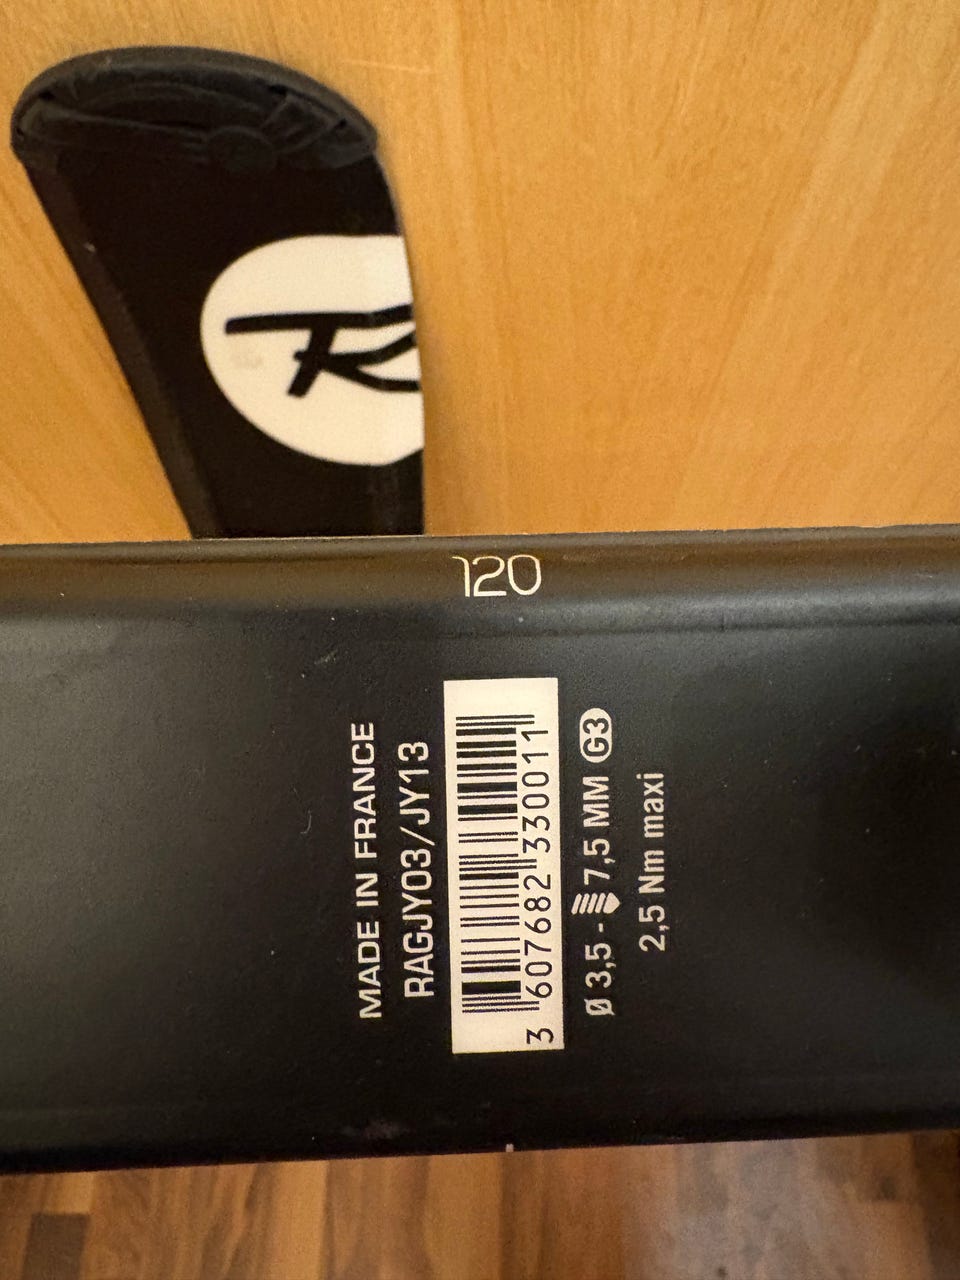 120
MADE IN FRANCE
RAGJY03/JY13
3 607682 330011
Ø 3,5 - 7,5 MM G3
2,5 Nm maxi